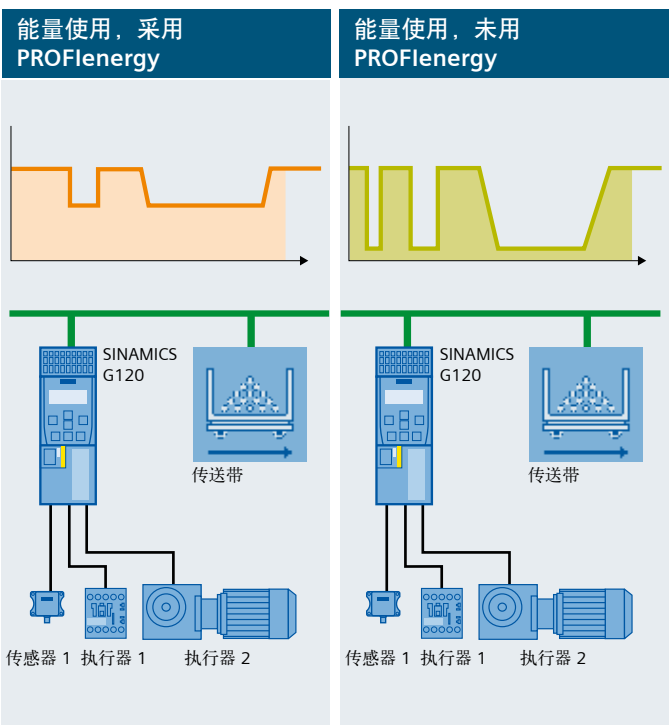 能量使用，采用
PROFIenergy
能量使用，未用
PROFIenergy
SINAMICS
G120
传送带
SINAMICS
G120
传送带
传感器 1 执行器 1 执行器 2
传感器 1 执行器 1 执行器 2